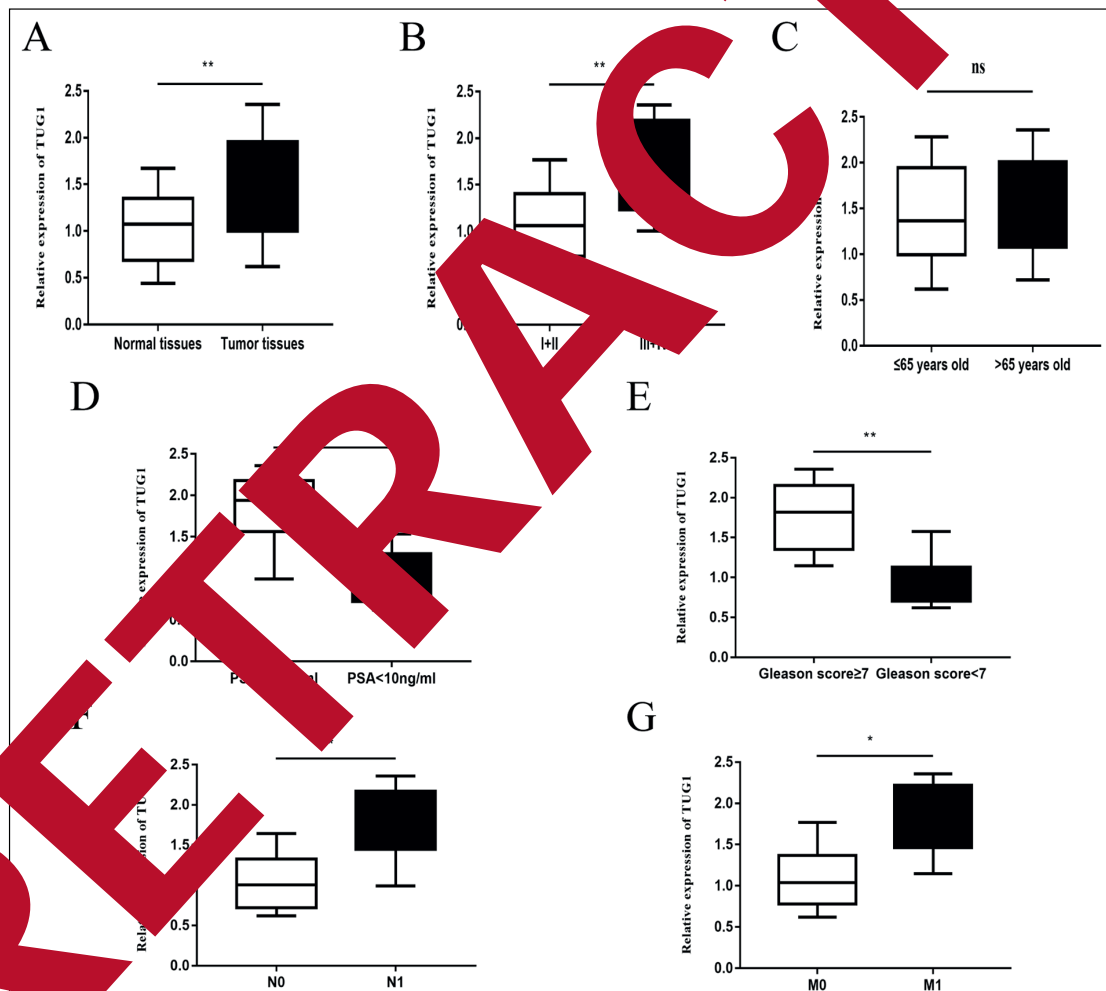 A
**
Relative expression of TUG1
2.5
2.0
1.5
1.0
0.5
0.0
Normal tissues Tumor tissues
B
**
Relative expression of TUG1
2.5
2.0
1.5
1.0
I+II
C
ns
Relative expression
2.5
2.0
1.5
1.0
0.5
0.0
≤65 years old >65 years old
D
expression of TUG1
2.5
2.0
1.5
0.0
PSA<10ng/ml
E
**
Relative expression of TUG1
2.5
2.0
1.5
1.0
0.5
0.0
Gleason score≥7 Gleason score<7
F
2.5
2.0
1.5
0.5
0.0
N0 N1
G
*
Relative expression of TUG1
2.5
2.0
1.5
1.0
0.5
0.0
M0 M1
RETRACT